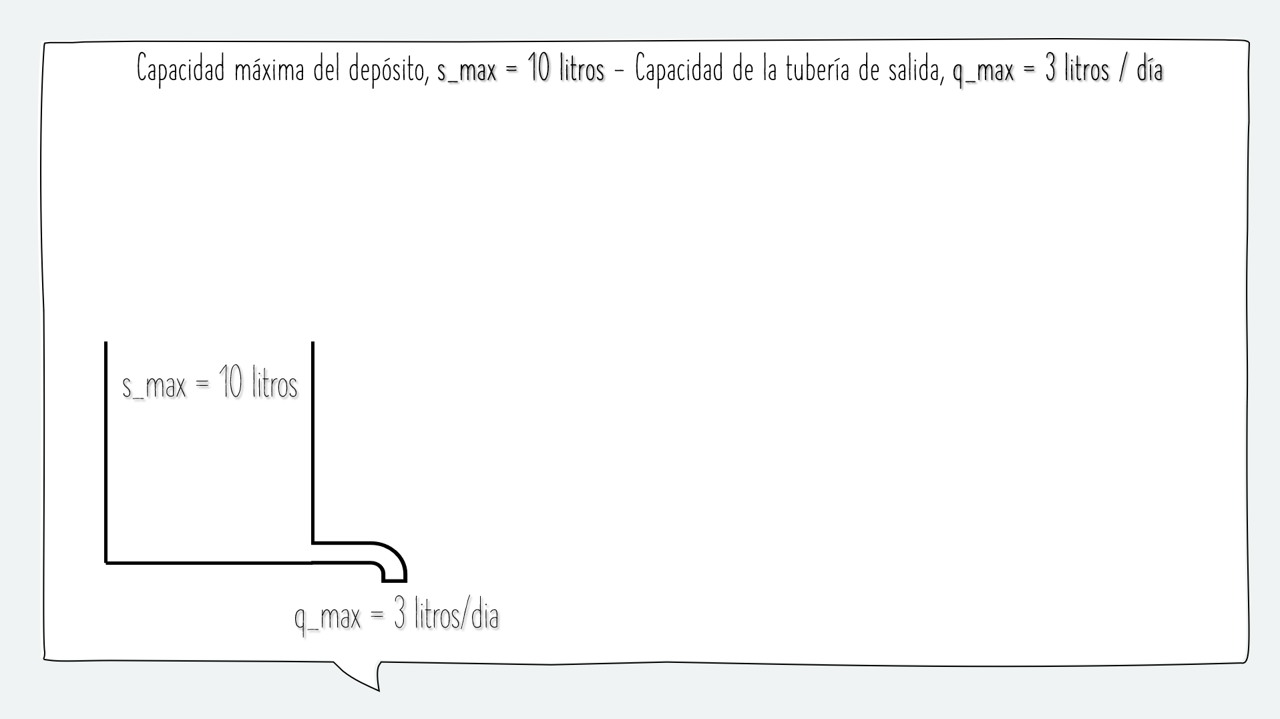 Capacidad máxima del depósito, s_max = 10 litros – Capacidad de la tubería de salida, q_max = 3 litros / día
s_max = 10 litros
q_max = 3 litros/dia